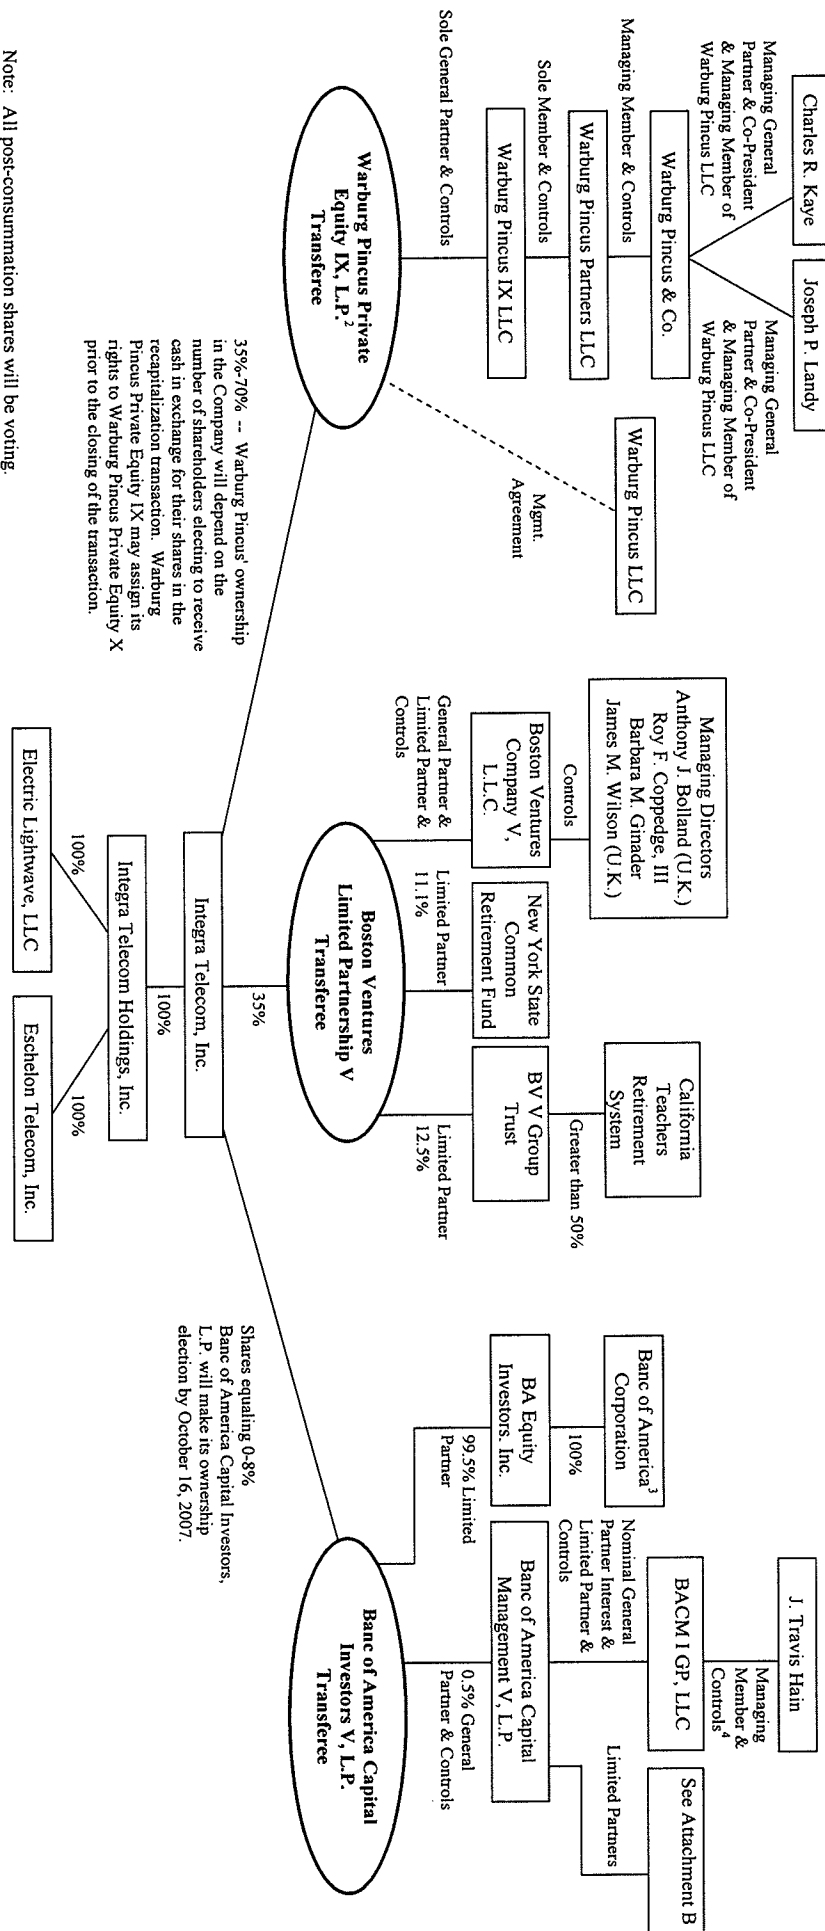 Charles R. Kaye
Joseph P. Landy
Managing General
Partner & Co-President
& Managing Member of
Warburg Pincus LLC
Managing General
Partner & Co-President
& Managing Member of
Warburg Pincus LLC
Warburg Pincus & Co.
Managing Member & Controls
Warburg Pincus Partners LLC
Sole Member & Controls
Warburg Pincus IX LLC
Sole General Partner & Controls
Warburg Pincus LLC
Mgmt.
Agreement
Warburg Pincus Private
Equity IX, L.P.2
Transferee
35%-70% -- Warburg Pincus' ownership
in the Company will depend on the
number of shareholders electing to receive
cash in exchange for their shares in the
recapitalization transaction. Warburg
Pincus Private Equity IX may assign its
rights to Warburg Pincus Private Equity X
prior to the closing of the transaction.
Managing Directors
Anthony J. Bolland (U.K.)
Roy F. Coppedge, III
Barbara M. Ginader
James M. Wilson (U.K.)
Controls
Boston Ventures
Company V,
L.L.C.
General Partner &
Limited Partner &
Controls
New York State
Common
Retirement Fund
Limited Partner
11.1%
California
Teachers
Retirement
System
Greater than 50%
BV V Group
Trust
Limited Partner
12.5%
Boston Ventures
Limited Partnership V
Transferee
35%
Integra Telecom, Inc.
100%
Integra Telecom Holdings, Inc.
100%
100%
Electric Lightwave, LLC
Eschelon Telecom, Inc.
J. Travis Hain
Managing
Member &
Controls4
Banc of America3
Corporation
100%
BACM I GP, LLC
See Attachment B
Nominal General
Partner Interest &
Limited Partner &
Controls
Limited Partners
BA Equity
Investors. Inc.
99.5% Limited
Partner
Banc of America Capital
Management V, L.P.
0.5% General
Partner & Controls
Banc of America Capital
Investors V, L.P.
Transferee
Shares equaling 0-8%
Banc of America Capital Investors,
L.P. will make its ownership
election by October 16, 2007.
Note: All post-consummation shares will be voting.